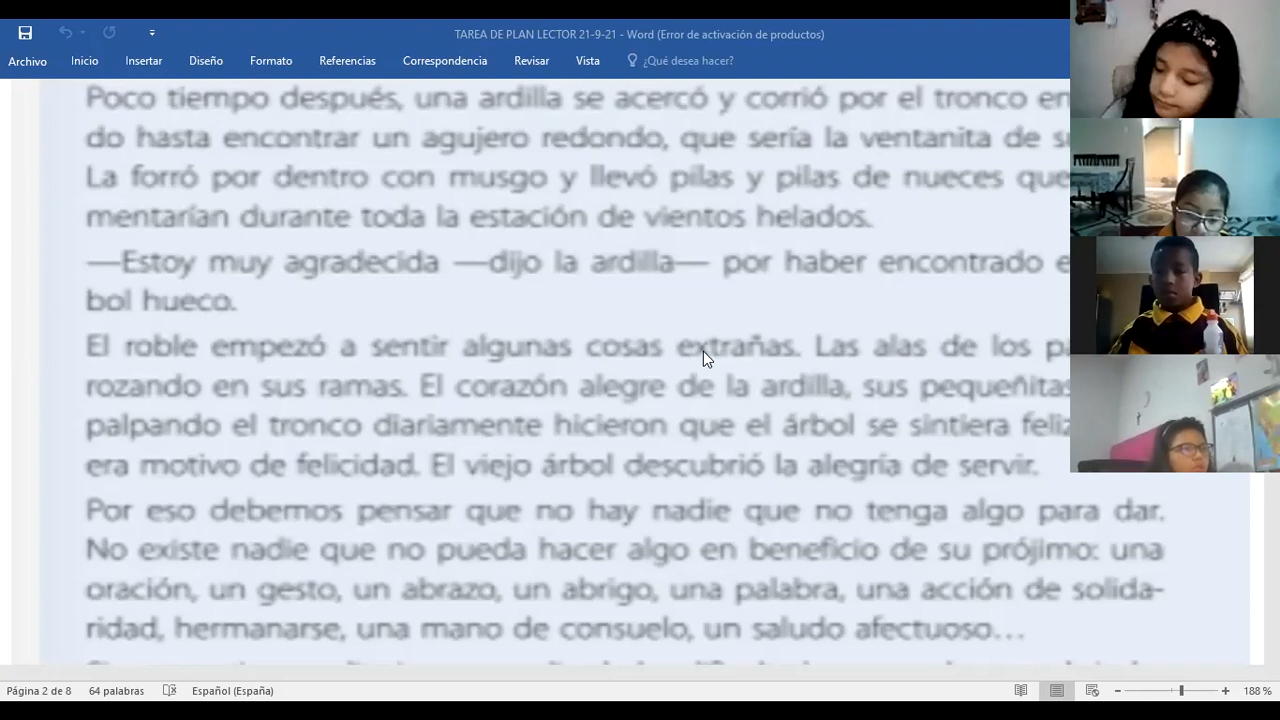 TAREA DE PLAN LECTOR 21-9-21 - Word (Error de activación de productos)
Archivo Inicio Insertar Diseño Formato Referencias Correspondencia Revisar Vista ¿Qué desea hacer?
Poco tiempo después, una ardilla se acercó y corrió por el tronco
do hasta encontrar un agujero redondo, que sería la ventanita de
La forró por dentro con musgo y llevó pilas y pilas de nueces que
mentarían durante toda la estación de vientos helados.
—Estoy muy agradecida —dijo la ardilla— por haber encontrado
bol hueco.
El roble empezó a sentir algunas cosas extrañas. Las alas de los
rozando en sus ramas. El corazón alegre de la ardilla, sus pequeñitas
palpando el tronco diariamente hicieron que el árbol se sintiera
era motivo de felicidad. El viejo árbol descubrió la alegría de servir.
Por eso debemos pensar que no hay nadie que no tenga algo para dar.
No existe nadie que no pueda hacer algo en beneficio de su prójimo: una
oración, un gesto, un abrazo, un abrigo, una palabra, una acción de solida-
ridad, hermanarse, una mano de consuelo, un saludo afectuoso...
Página 2 de 8 64 palabras Español (España) 188 %